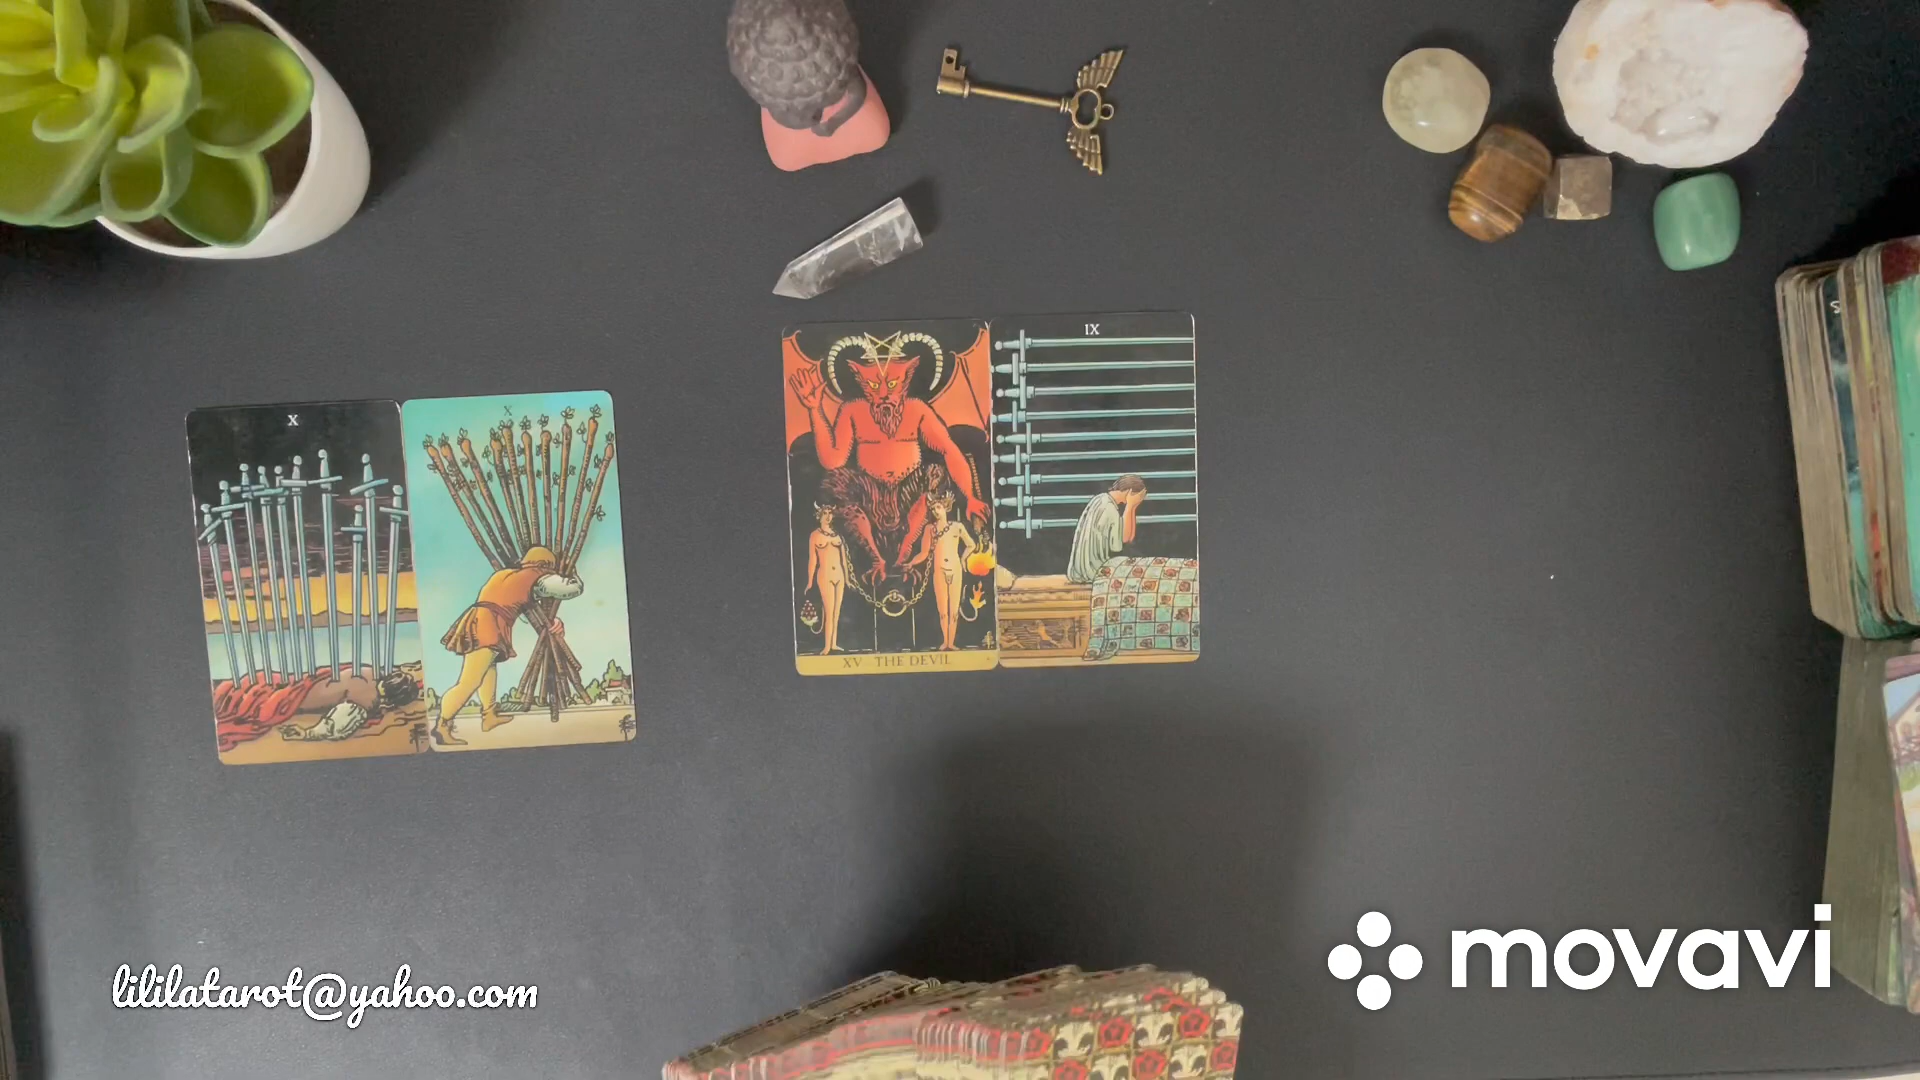 IX
X
X
XV THE DEVIL
lililatarot@yahoo.com
movavi